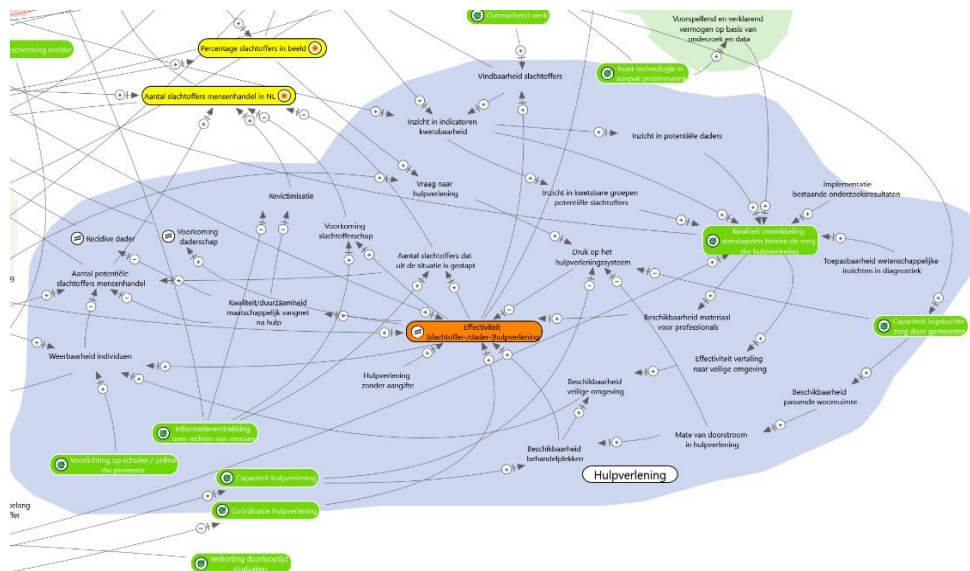 Outreachend werk
Voorspellend en verklarend
vermogen op basis van
onderzoek en data
escherming melder
Percentage slachtoffers in beeld
Vindbaarheid slachtoffers
Inzet technologie in
aanpak problematiek
Aantal slachtoffers mensenhandel in NL
Inzicht in indicatoren
kwetsbaarheid
Inzicht in potentiële daders
Vraag naar
hulpverlening
Inzicht in kwetsbare groepen
potentiële slachtoffers
Implementatie
bestaande onderzoeksresultaten
Revictimisatie
Voorkoming
slachtofferschap
Recidive dader
Voorkoming
daderschap
Kwaliteit ontwikkeling
standaarden binnen de zorg
tbv hulpverlening
Aantal slachtoffers dat
uit de situatie is gestapt
Druk op het
hulpverleningssysteem
Toepasbaarheid wetenschappelijke
inzichten in diagnostiek
Aantal potentiële
slachtoffers mensenhandel
Kwaliteit/duurzaamheid
maatschappelijk vangnet
na hulp
Effectiviteit
(slachtoffer-/dader-)hulpverlening
Beschikbaarheid materiaal
voor professionals
Capaciteit ingekochte
zorg door gemeenten
Weerbaarheid individuen
Effectiviteit vertaling
naar veilige omgeving
Hulpverlening
zonder aangifte
Beschikbaarheid
veilige omgeving
Beschikbaarheid
passende woonruimte
Informatieverstrekking
over rechten van mensen
Mate van doorstroom
in hulpverlening
Beschikbaarheid
behandelplekken
Voorlichting op scholen / online
tbv preventie
Capaciteit hulpverlening
Hulpverlening
Coördinatie hulpverlening
elang
ffer
Verkorting doorlooptijd
strafzaken